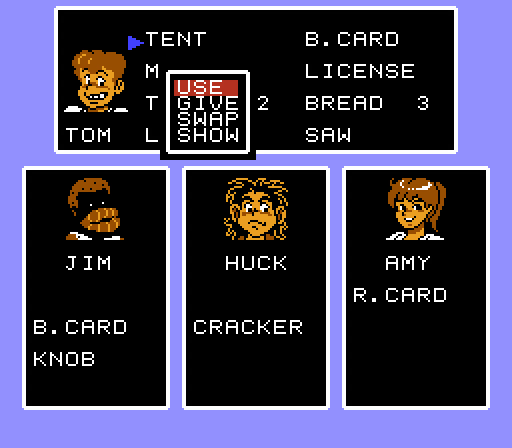 TENT B.CARD
M LICENSE
USE
T GIVE 2 BREAD 3
SWAP
TOM L SHOW SAW
JIM HUCK AMY
R.CARD
B.CARD CRACKER
KNOB